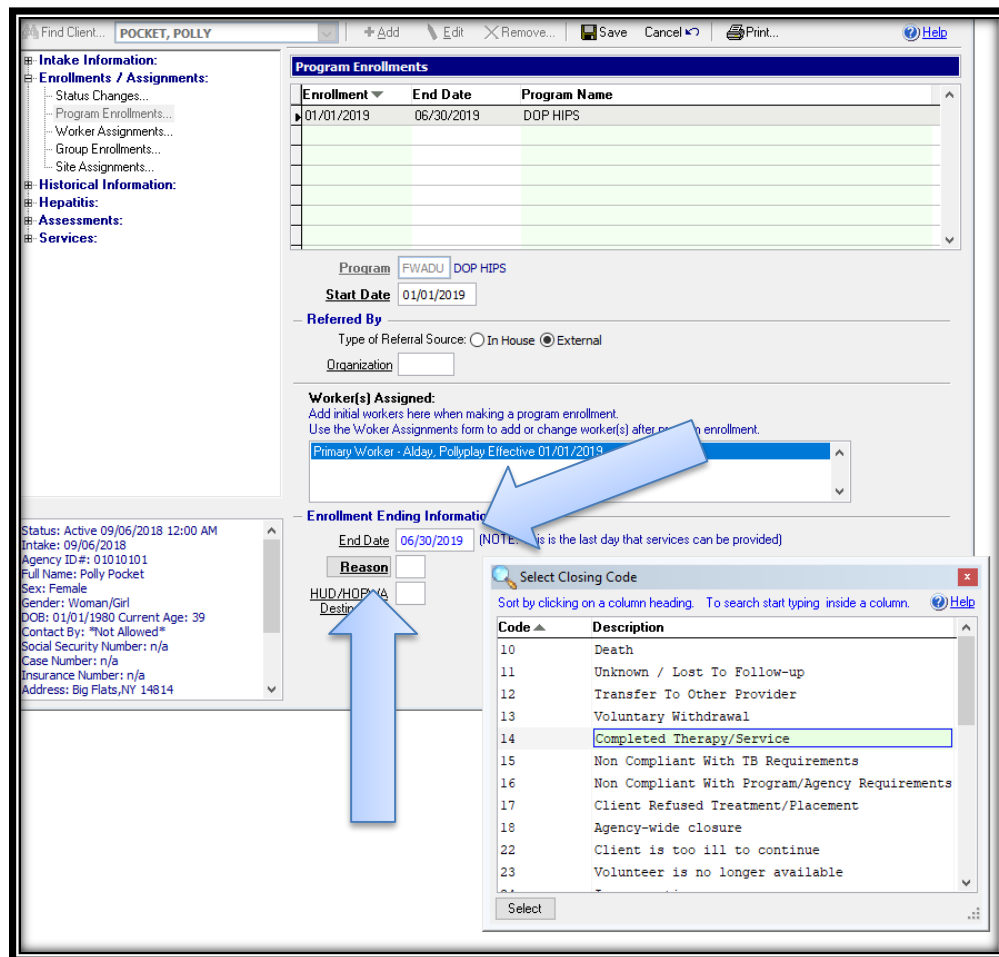 Find Client... POCKET, POLLY Add Edit Remove... Save Cancel Print... Help
Intake Information:
Enrollments / Assignments:
Status Changes...
Program Enrollments...
Worker Assignments...
Group Enrollments...
Site Assignments...
Historical Information:
Hepatitis:
Assessments:
Services:
Program Enrollments
Enrollment End Date Program Name
01/01/2019 06/30/2019 DOP HIPS
Program FWADU DOP HIPS
Start Date 01/01/2019
Referred By
Type of Referral Source: In House External
Organization
Worker(s) Assigned:
Add initial workers here when making a program enrollment.
Use the Woker Assignments form to add or change worker(s) after program enrollment.
Primary Worker - Alday, Pollyplay Effective 01/01/2019
Enrollment Ending Informatio
End Date 06/30/2019 (NOTE: is is the last day that services can be provided)
Reason
HUD/HOPWA
Destin
Status: Active 09/06/2018 12:00 AM
Intake: 09/06/2018
Agency ID#: 01010101
Full Name: Polly Pocket
Sex: Female
Gender: Woman/Girl
DOB: 01/01/1980 Current Age: 39
Contact By: *Not Allowed*
Social Security Number: n/a
Case Number: n/a
Insurance Number: n/a
Address: Big Flats,NY 14814
Select Closing Code
Sort by clicking on a column heading. To search start typing inside a column. Help
Code Description
10 Death
11 Unknown / Lost To Follow-up
12 Transfer To Other Provider
13 Voluntary Withdrawal
14 Completed Therapy/Service
15 Non Compliant With TB Requirements
16 Non Compliant With Program/Agency Requirements
17 Client Refused Treatment/Placement
18 Agency-wide closure
22 Client is too ill to continue
23 Volunteer is no longer available
Select